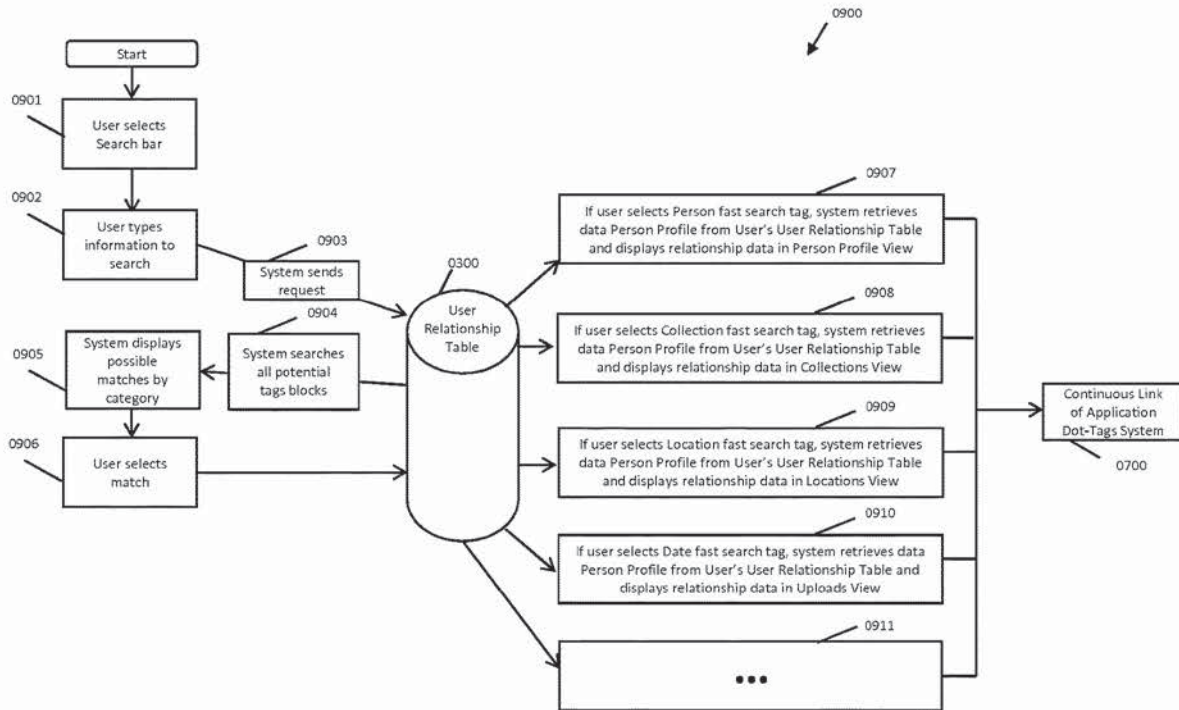 0900
Start
0901
User selects
Search bar
0902
User types
information to
search
0903
System sends
request
0300
User
Relationship
Table
0904
System searches
all potential
tags blocks
0905
System displays
possible
matches by
category
0906
User selects
match
0907
If user selects Person fast search tag, system retrieves
data Person Profile from User's User Relationship Table
and displays relationship data in Person Profile View
0908
If user selects Collection fast search tag, system retrieves
data Person Profile from User's User Relationship Table
and displays relationship data in Collections View
0909
If user selects Location fast search tag, system retrieves
data Person Profile from User's User Relationship Table
and displays relationship data in Locations View
0910
If user selects Date fast search tag, system retrieves data
Person Profile from User's User Relationship Table and
displays relationship data in Uploads View
0911
•••
Continuous Link
of Application
Dot-Tags System
0700